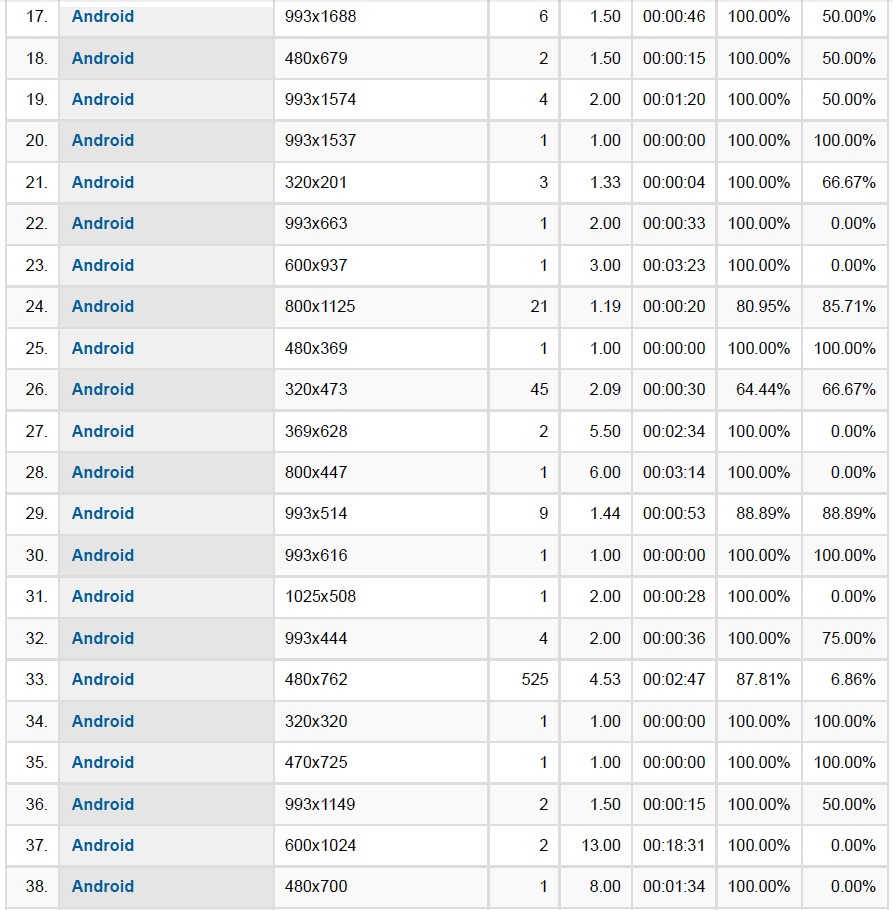 17. Android 993x1688 6 1.50 00:00:46 100.00% 50.00%
18. Android 480x679 2 1.50 00:00:15 100.00% 50.00%
19. Android 993x1574 4 2.00 00:01:20 100.00% 50.00%
20. Android 993x1537 1 1.00 00:00:00 100.00% 100.00%
21. Android 320x201 3 1.33 00:00:04 100.00% 66.67%
22. Android 993x663 1 2.00 00:00:33 100.00% 0.00%
23. Android 600x937 1 3.00 00:03:23 100.00% 0.00%
24. Android 800x1125 21 1.19 00:00:20 80.95% 85.71%
25. Android 480x369 1 1.00 00:00:00 100.00% 100.00%
26. Android 320x473 45 2.09 00:00:30 64.44% 66.67%
27. Android 369x628 2 5.50 00:02:34 100.00% 0.00%
28. Android 800x447 1 6.00 00:03:14 100.00% 0.00%
29. Android 993x514 9 1.44 00:00:53 88.89% 88.89%
30. Android 993x616 1 1.00 00:00:00 100.00% 100.00%
31. Android 1025x508 1 2.00 00:00:28 100.00% 0.00%
32. Android 993x444 4 2.00 00:00:36 100.00% 75.00%
33. Android 480x762 525 4.53 00:02:47 87.81% 6.86%
34. Android 320x320 1 1.00 00:00:00 100.00% 100.00%
35. Android 470x725 1 1.00 00:00:00 100.00% 100.00%
36. Android 993x1149 2 1.50 00:00:15 100.00% 50.00%
37. Android 600x1024 2 13.00 00:18:31 100.00% 0.00%
38. Android 480x700 1 8.00 00:01:34 100.00% 0.00%